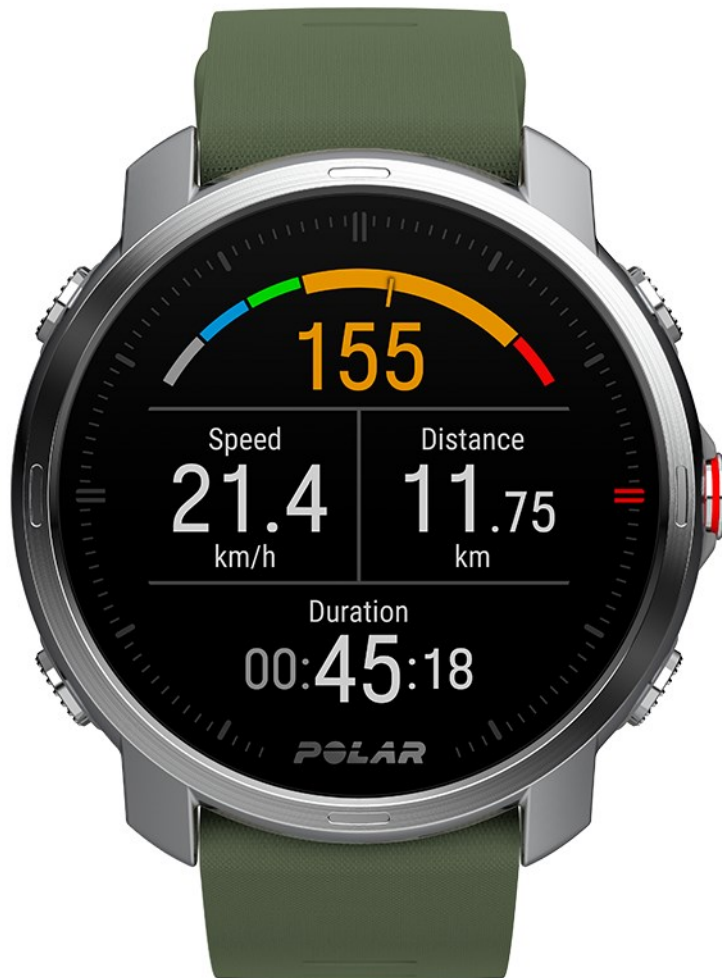 155
Speed Distance
21.4 11.75
km/h km
Duration
00:45:18
POLAR